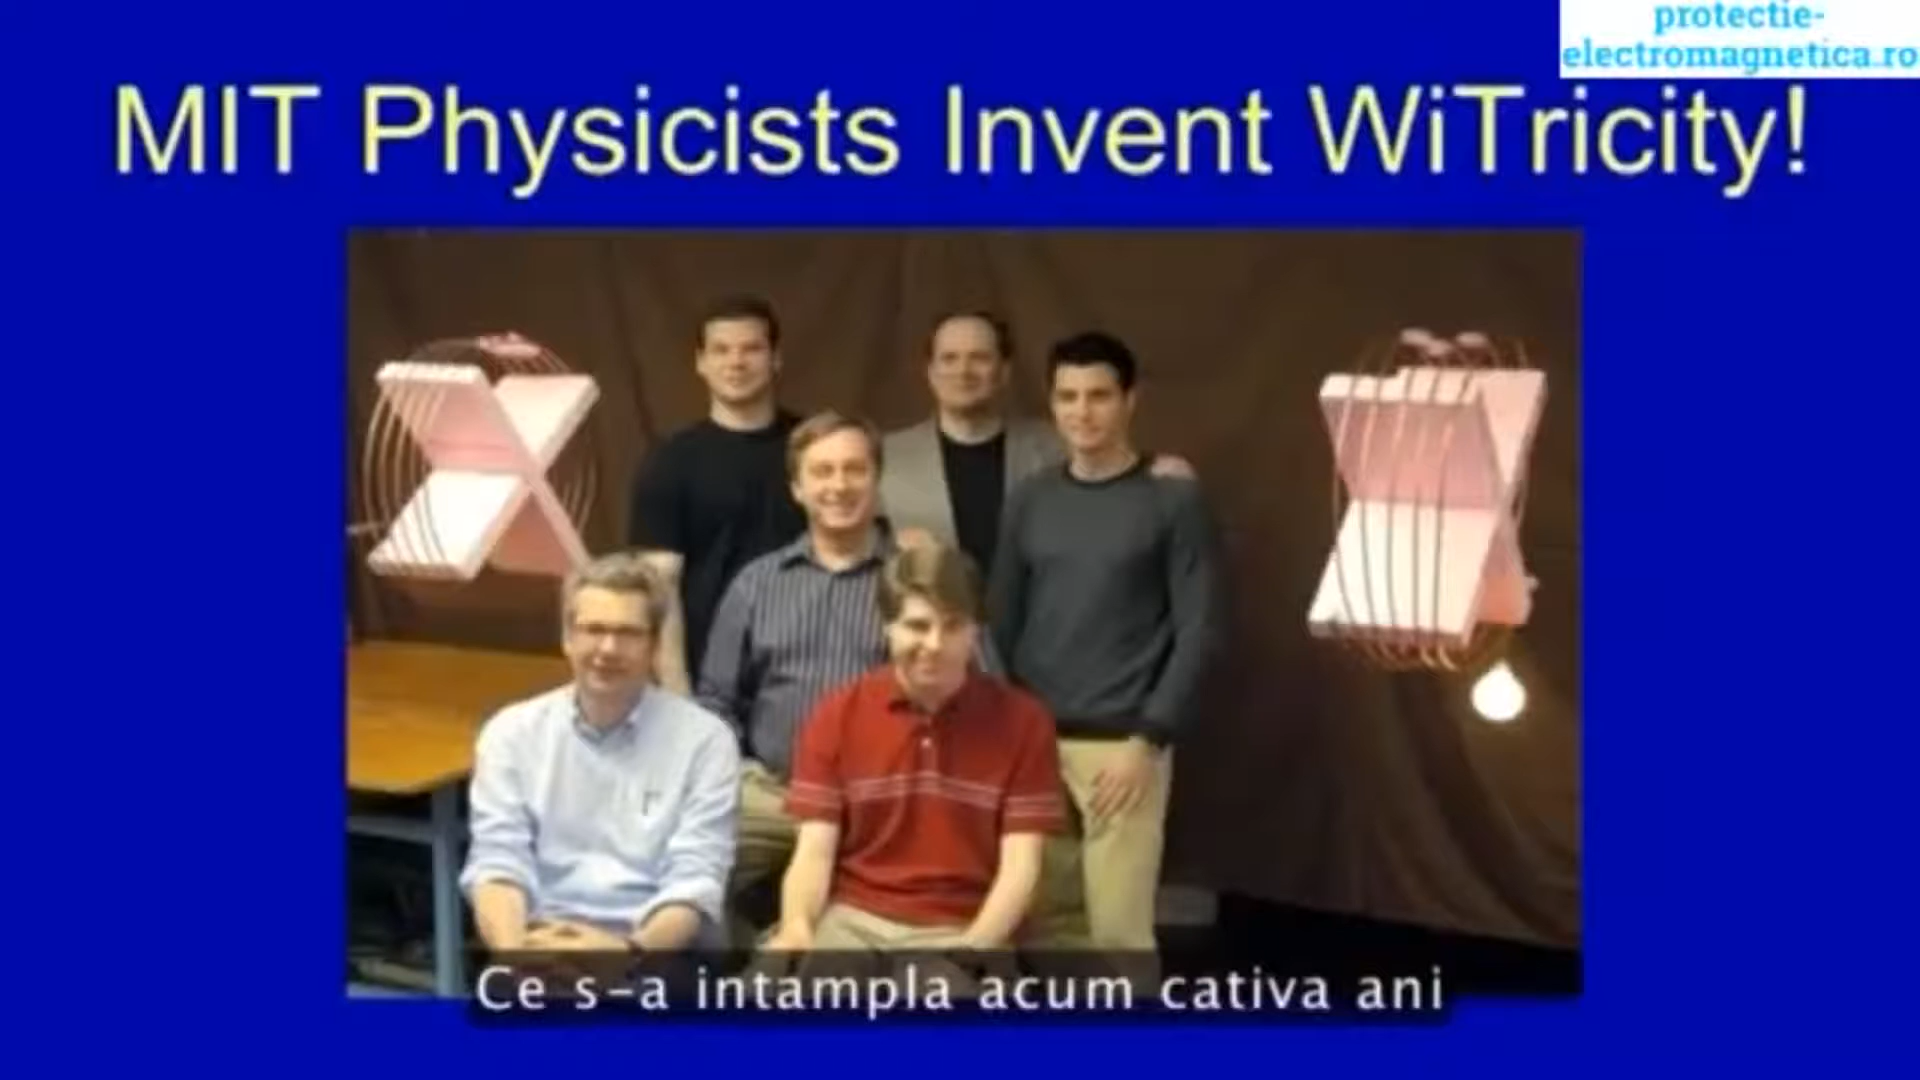 protectie-
electromagnetica.ro
MIT Physicists Invent WiTricity!
Ce s-a intampla acum cativa ani